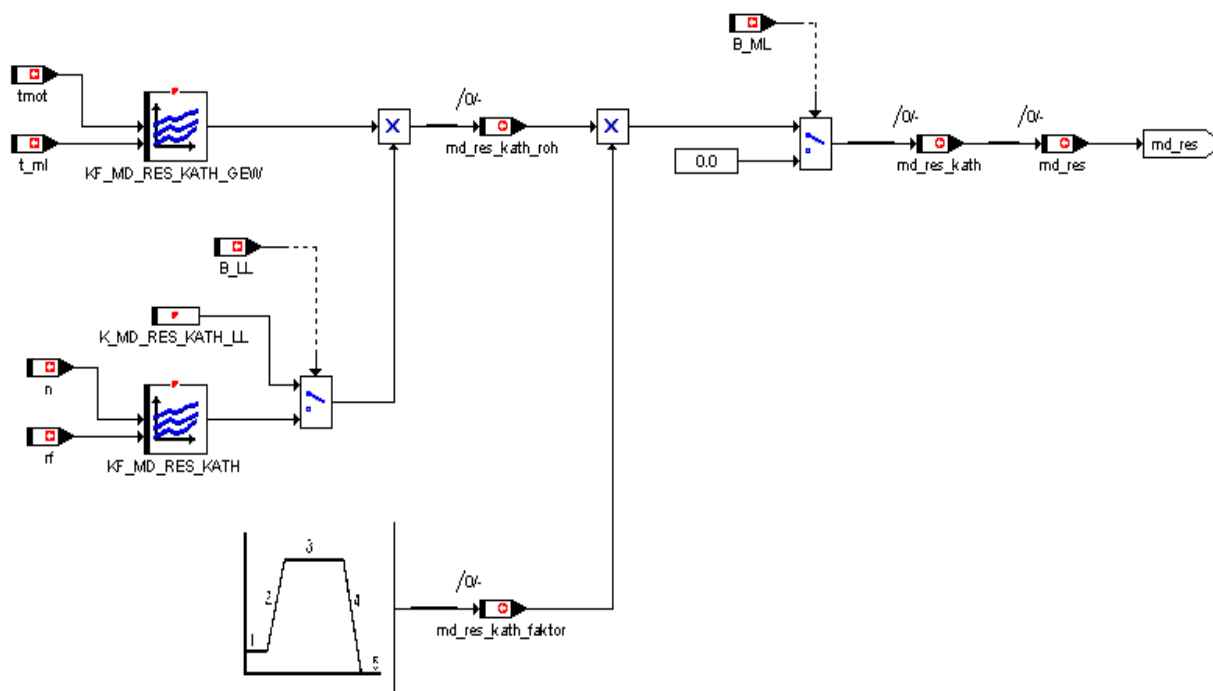 B_ML
tmot
/0/-
t_ml
X
X
/0/-
/0/-
md_res_kath_roh
0.0
md_res_kath
md_res
md_res
KF_MD_RES_KATH_GEW
B_LL
K_MD_RES_KATH_LL
n
rf
KF_MD_RES_KATH
3
2
4
/0/-
1
5
md_res_kath_faktor